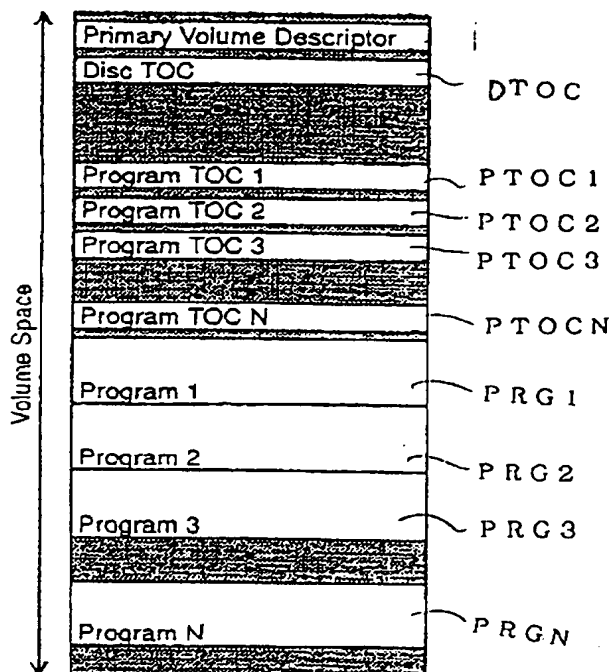 Primary Volume Descriptor
Disc TOC
DTOC
Program TOC 1
PTOC1
Program TOC 2
PTOC2
Program TOC 3
PTOC3
Program TOC N
PTOCN
Volume Space
Program 1
PRG1
Program 2
PRG2
Program 3
PRG3
Program N
PRGN